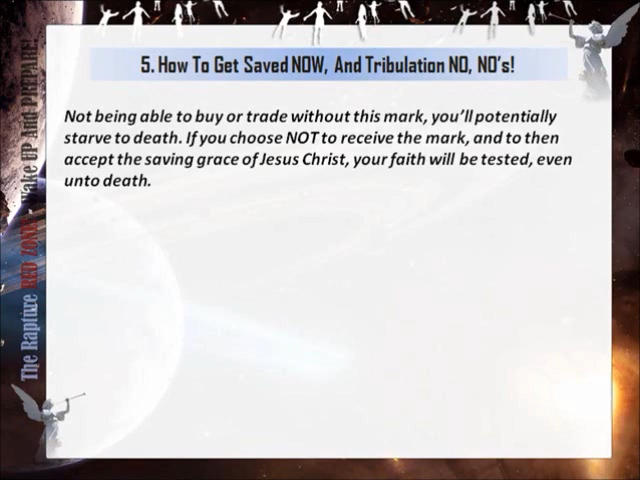 5. How To Get Saved NOW, And Tribulation NO, NO's!
Not being able to buy or trade without this mark, you'll potentially
starve to death. If you choose NOT to receive the mark, and to then
accept the saving grace of Jesus Christ, your faith will be tested, even
unto death.
The Rapture RED ZONE - Wake UP And PREPARE!